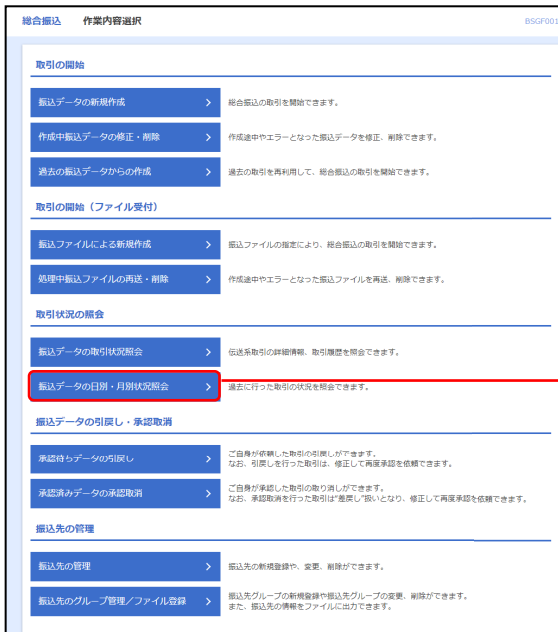 総合振込 作業内容選択 BSGF001
取引の開始
振込データの新規作成 > 総合振込の取引を開始できます。
作成中振込データの修正・削除 > 作成途中やエラーとなった振込データを修正、削除できます。
過去の振込データからの作成 > 過去の取引を再利用して、総合振込の取引を開始できます。
取引の開始（ファイル受付）
振込ファイルによる新規作成 > 振込ファイルの指定により、総合振込の取引を開始できます。
処理中振込ファイルの再送・削除 > 作成途中やエラーとなった振込ファイルを再送、削除できます。
取引状況の照会
振込データの取引状況照会 > 伝送系取引の詳細情報、取引履歴を照会できます。
振込データの日別・月別状況照会 > 過去に行った取引の状況を照会できます。
振込データの引戻し・承認取消
承認待ちデータの引戻し > ご自身が依頼した取引の引戻しができます。
なお、引戻しを行った取引は、修正して再度承認を依頼できます。
承認済みデータの承認取消 > ご自身が承認した取引の取り消しができます。
なお、承認取消を行った取引は"差戻し"扱いとなり、修正して再度承認を依頼できます。
振込先の管理
振込先の管理 > 振込先の新規登録や、変更、削除ができます。
振込先のグループ管理／ファイル登録 > 振込先グループの新規登録や振込先グループの変更、削除ができます。
また、振込先の情報をファイルに出力できます。